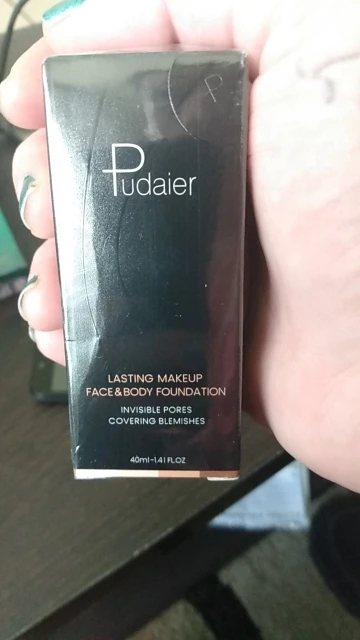 P
Pudaier
LASTING MAKEUP
FACE&BODY FOUNDATION
INVISIBLE PORES
COVERING BLEMISHES
40ml-1.41 FL.OZ